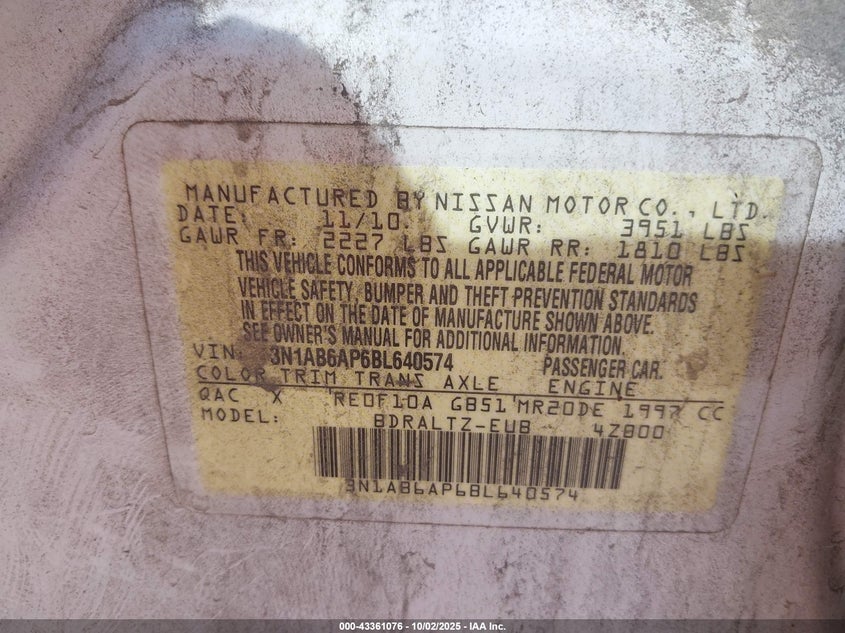 MANUFACTURED BY NISSAN MOTOR CO., LTD.
DATE: 11/10 GVWR: 3951 LBS
GAWR FR: 2227 LBS GAWR RR: 1810 LBS
THIS VEHICLE CONFORMS TO ALL APPLICABLE FEDERAL MOTOR
VEHICLE SAFETY, BUMPER AND THEFT PREVENTION STANDARDS
IN EFFECT ON THE DATE OF MANUFACTURE SHOWN ABOVE.
SEE OWNER'S MANUAL FOR ADDITIONAL INFORMATION.
VIN: 3N1AB6AP6BL640574 PASSENGER CAR.
COLOR TRIM TRANS AXLE ENGINE
QAC X RE0F10A GB51 MR20DE 1997 CC
MODEL: BDRALTZ-EUB 4Z800
3N1AB6AP6BL640574
000-43361076 - 10/02/2025 - IAA Inc.